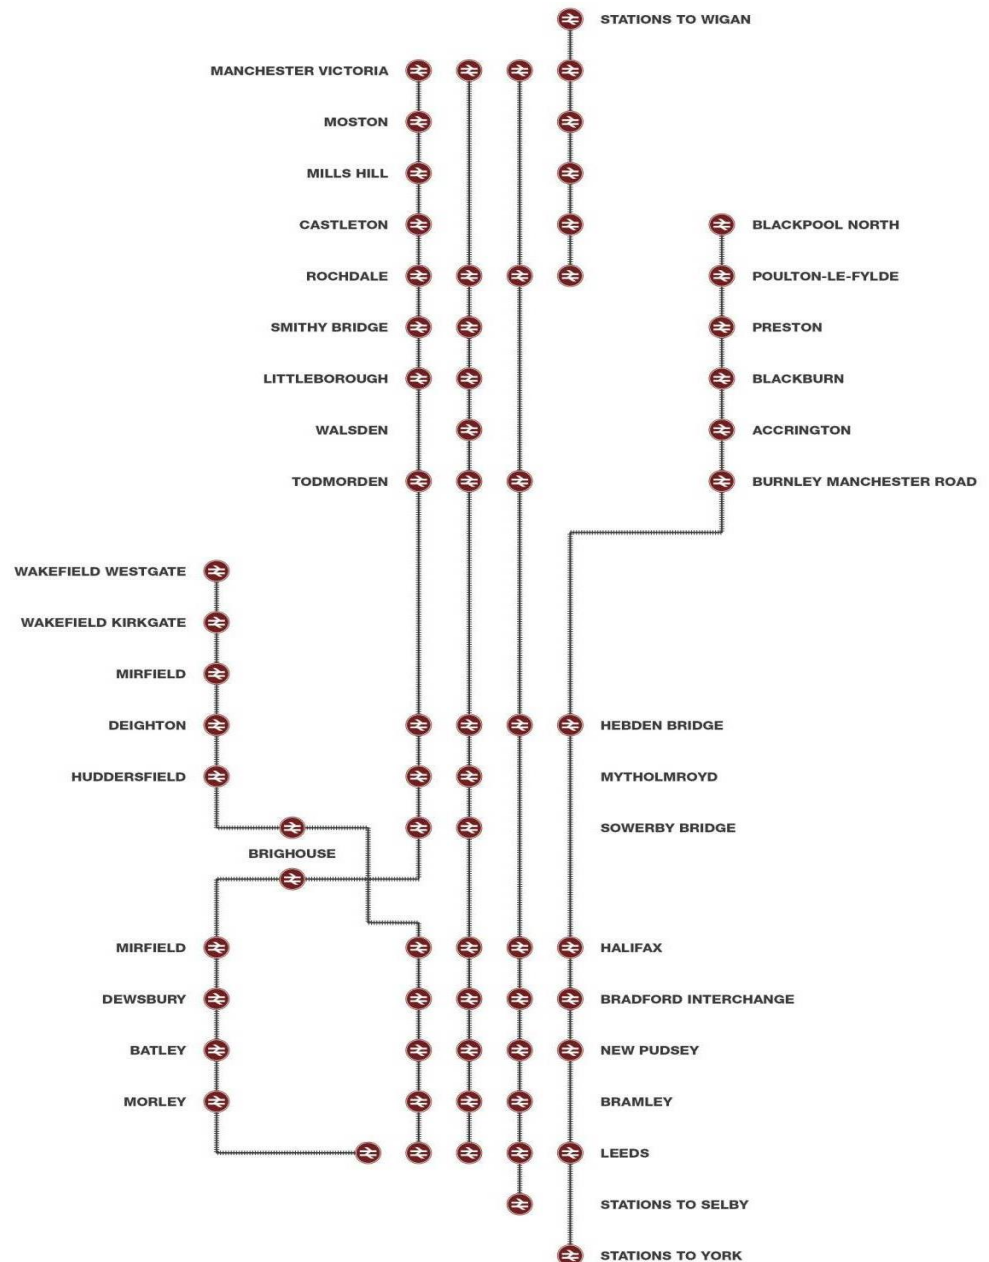 STATIONS TO WIGAN
MANCHESTER VICTORIA
MOSTON
MILLS HILL
CASTLETON
BLACKPOOL NORTH
ROCHDALE
POULTON-LE-FYLDE
SMITHY BRIDGE
PRESTON
LITTLEBOROUGH
BLACKBURN
WALSDEN
ACCRINGTON
TODMORDEN
BURNLEY MANCHESTER ROAD
WAKEFIELD WESTGATE
WAKEFIELD KIRKGATE
MIRFIELD
DEIGHTON
HEBDEN BRIDGE
HUDDERSFIELD
MYTHOLMROYD
SOWERBY BRIDGE
BRIGHOUSE
MIRFIELD
HALIFAX
DEWSBURY
BRADFORD INTERCHANGE
BATLEY
NEW PUDSEY
MORLEY
BRAMLEY
LEEDS
STATIONS TO SELBY
STATIONS TO YORK